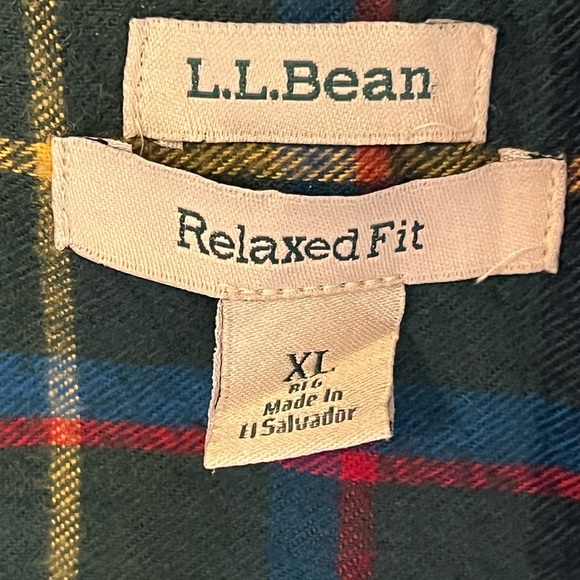 L.L.Bean
Relaxed Fit
XL
Made In
El Salvador